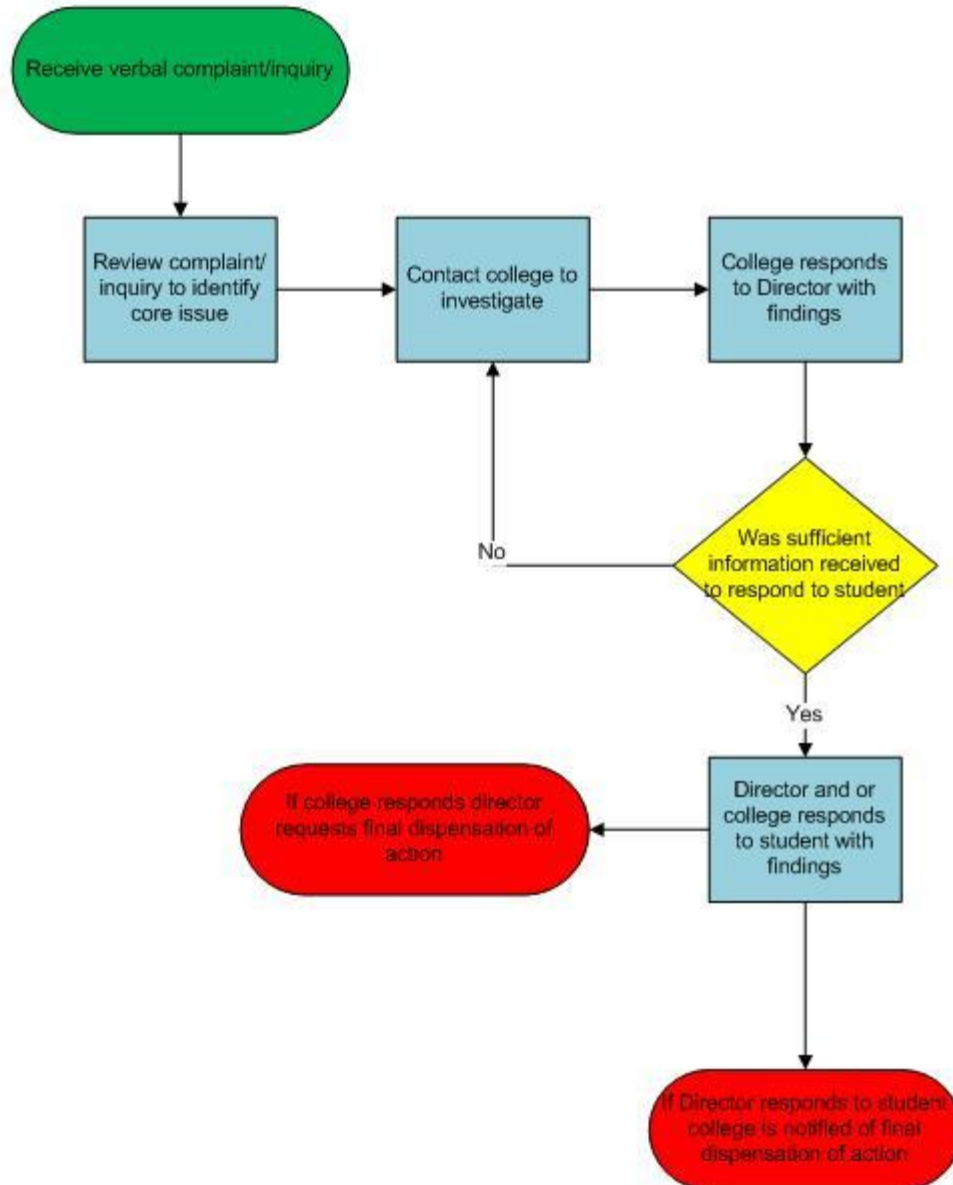 Receive verbal complaint/inquiry
Review complaint/
inquiry to identify
core issue
Contact college to
investigate
College responds
to Director with
findings
Was sufficient
information received
to respond to student
No
Yes
Director and or
college responds
to student with
findings
If college responds director
requests final dispensation of
action
If Director responds to student
college is notified of final
dispensation of action